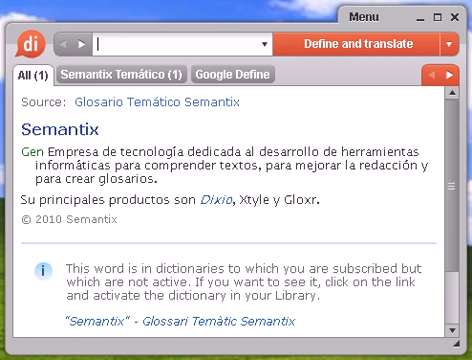 Menu
di
Define and translate
All (1)
Semantix Temático (1)
Google Define
Source: Glosario Temático Semantix
Semantix
Gen Empresa de tecnología dedicada al desarrollo de herramientas
informáticas para comprender textos, para mejorar la redacción y
para crear glosarios.
Su principales productos son Dixio, Xtyle y Gloxr.
© 2010 Semantix
i
This word is in dictionaries to which you are subscribed but
which are not active. If you want to see it, click on the link
and activate the dictionary in your Library.
"Semantix" - Glossari Temàtic Semantix